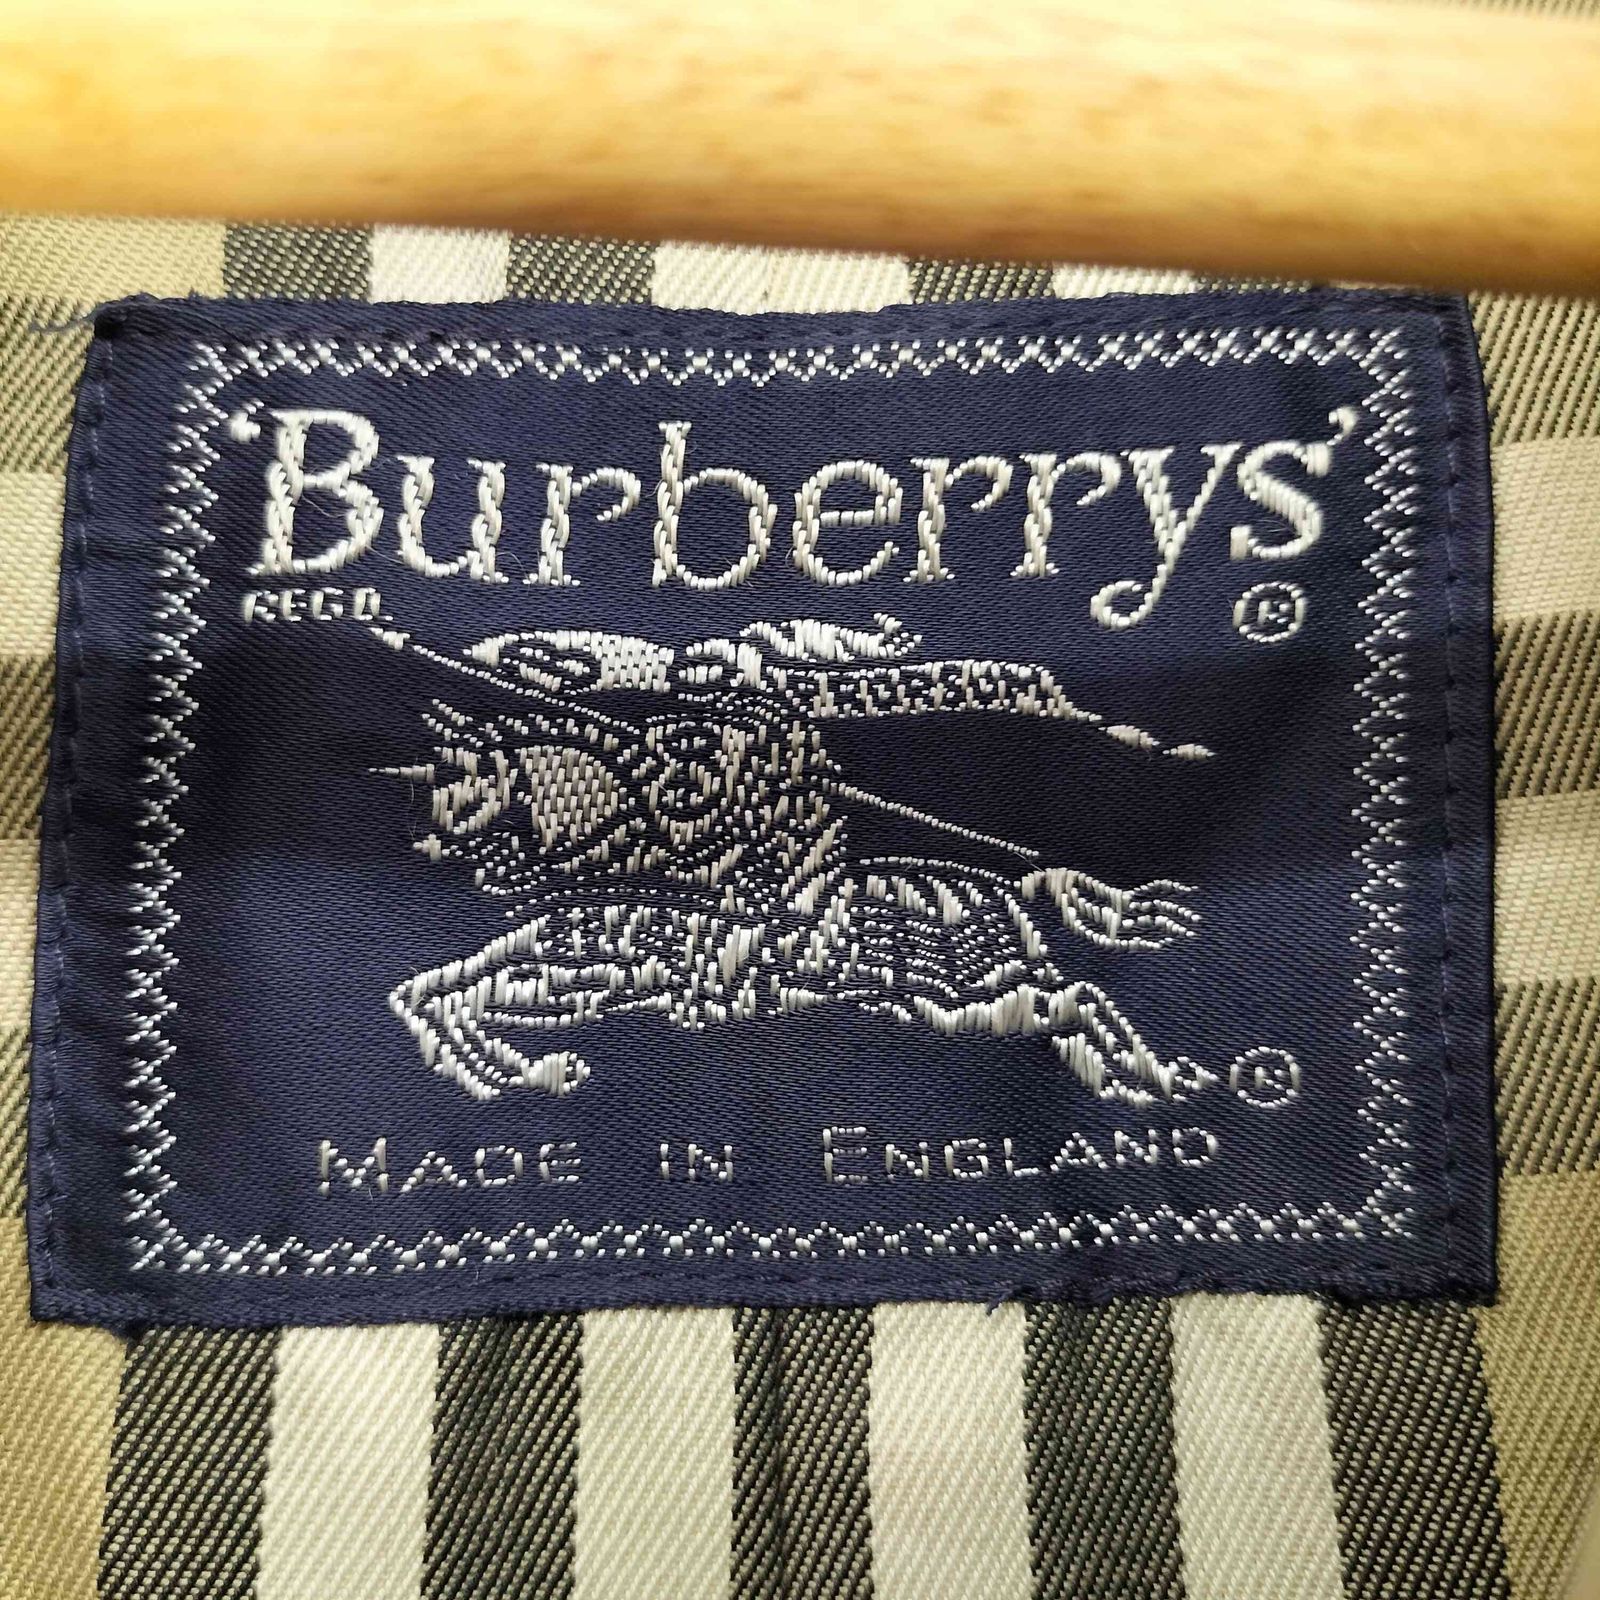 'Burberrys'
REGD. ®
®
MADE IN ENGLAND